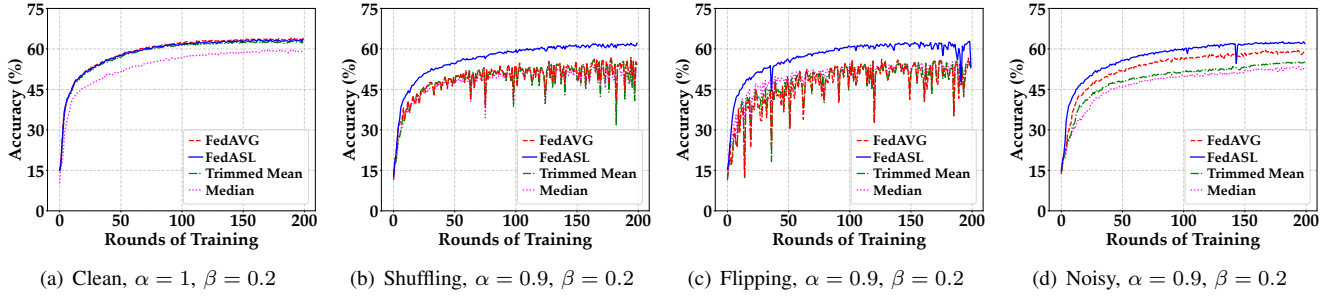 75
60
45
30
15
0
Accuracy (%)
FedAVG
FedASL
Trimmed Mean
Median
0 50 100 150 200
Rounds of Training
(a) Clean, α = 1, β = 0.2
75
60
45
30
15
0
Accuracy (%)
FedAVG
FedASL
Trimmed Mean
Median
0 50 100 150 200
Rounds of Training
(b) Shuffling, α = 0.9, β = 0.2
75
60
45
30
15
0
Accuracy (%)
FedAVG
FedASL
Trimmed Mean
Median
0 50 100 150 200
Rounds of Training
(c) Flipping, α = 0.9, β = 0.2
75
60
45
30
15
0
Accuracy (%)
FedAVG
FedASL
Trimmed Mean
Median
0 50 100 150 200
Rounds of Training
(d) Noisy, α = 0.9, β = 0.2